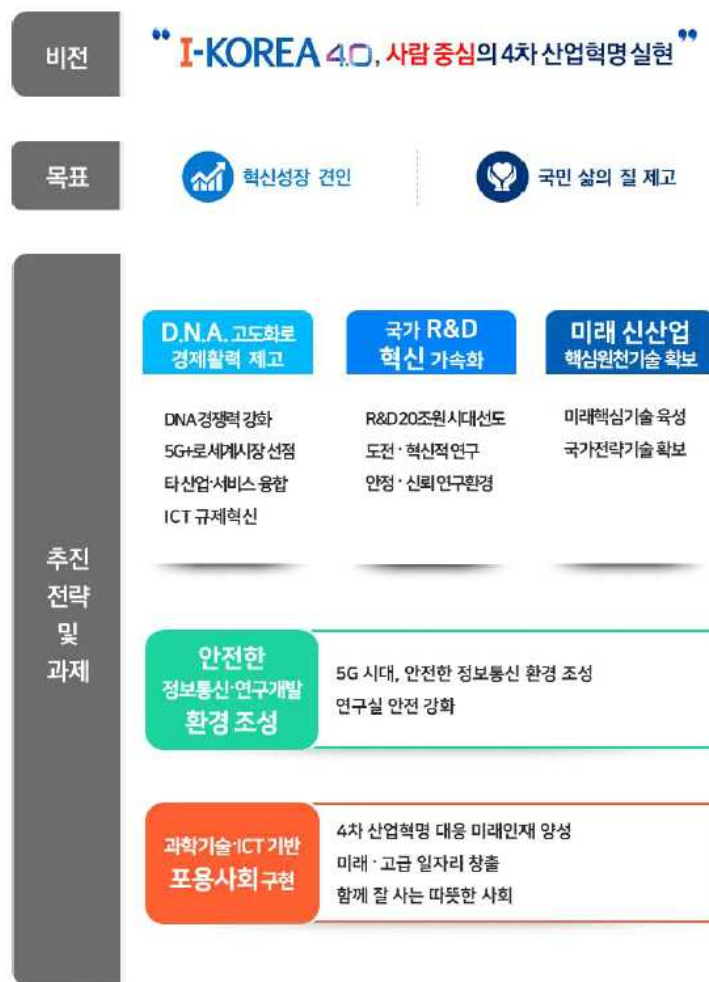 비전
" I-KOREA 4.0, 사람 중심의 4차 산업혁명 실현 "
목표
혁신성장 견인
국민 삶의 질 제고
추진
전략
및
과제
D.N.A. 고도화로
경제활력 제고
DNA 경쟁력 강화
5G+로 세계시장 선점
타 산업·서비스 융합
ICT 규제혁신
국가 R&D
혁신 가속화
R&D 20조원 시대 선도
도전·혁신적 연구
안정·신뢰 연구환경
미래 신산업
핵심원천기술 확보
미래핵심기술 육성
국가전략기술 확보
안전한
정보통신·연구개발
환경 조성
5G 시대, 안전한 정보통신 환경 조성
연구실 안전 강화
과학기술·ICT 기반
포용사회 구현
4차 산업혁명 대응 미래인재 양성
미래·고급 일자리 창출
함께 잘 사는 따뜻한 사회